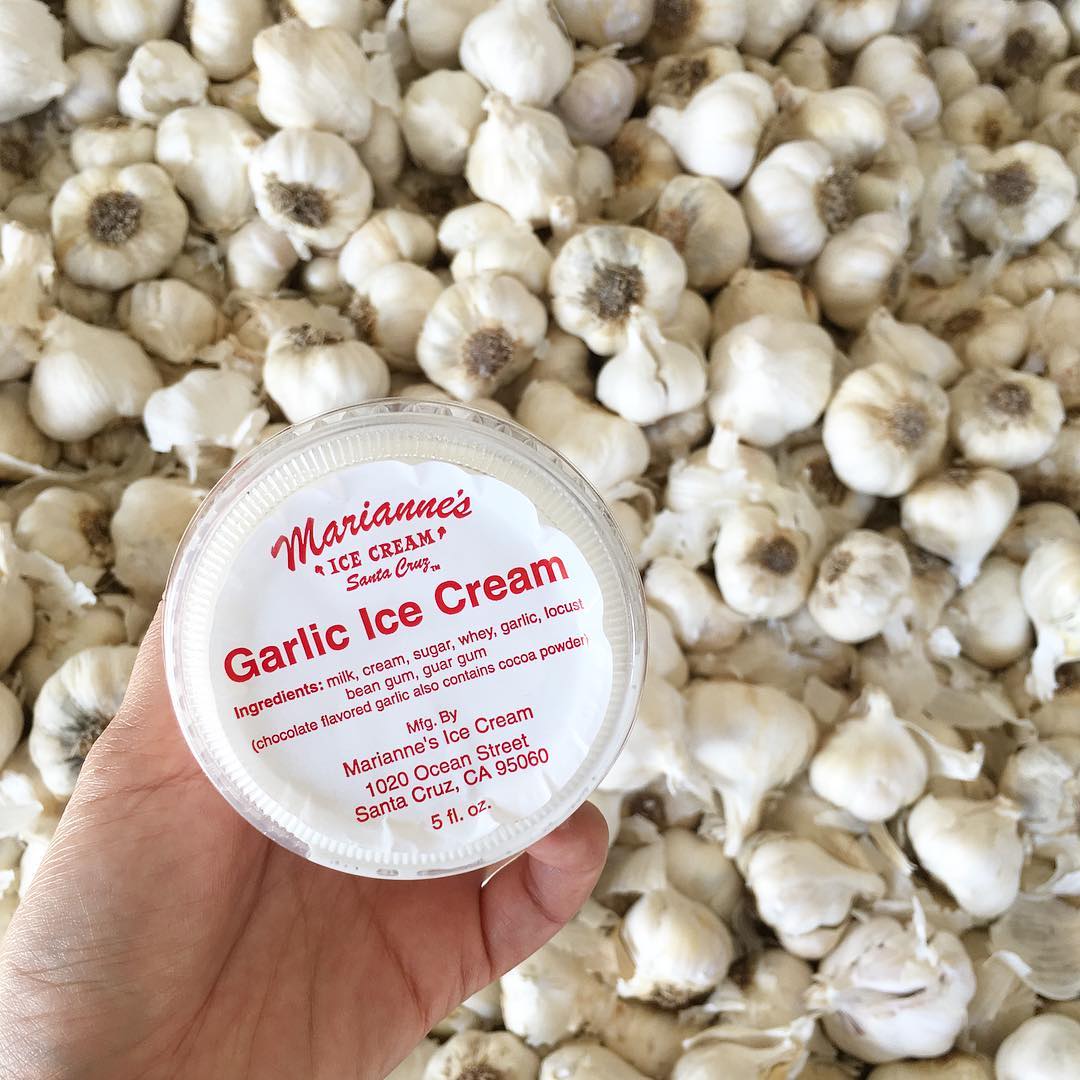 Marianne's
ICE CREAM
Santa Cruz™
Garlic Ice Cream
Ingredients: milk, cream, sugar, whey, garlic, locust
bean gum, guar gum
(chocolate flavored garlic also contains cocoa powder)
Mfg. By
Marianne's Ice Cream
1020 Ocean Street
Santa Cruz, CA 95060
5 fl. oz.